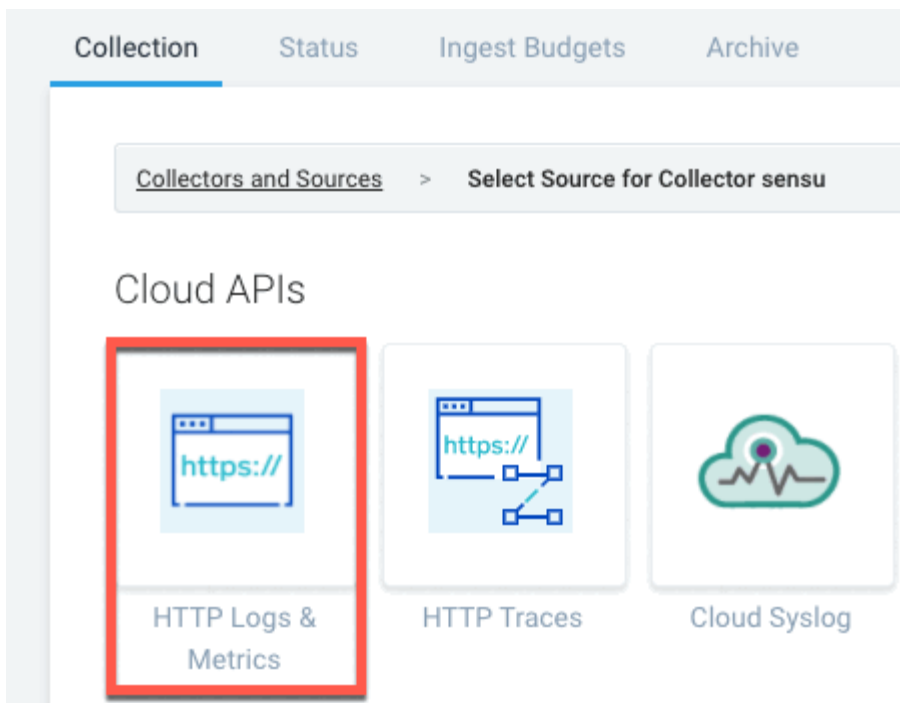 Collection Status Ingest Budgets Archive
Collectors and Sources > Select Source for Collector sensu
Cloud APIs
https:// https://
HTTP Logs & Metrics
HTTP Traces
Cloud Syslog